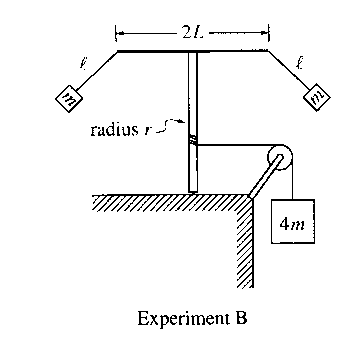 2L
ℓ ℓ
m m
radius r
4m
Experiment B